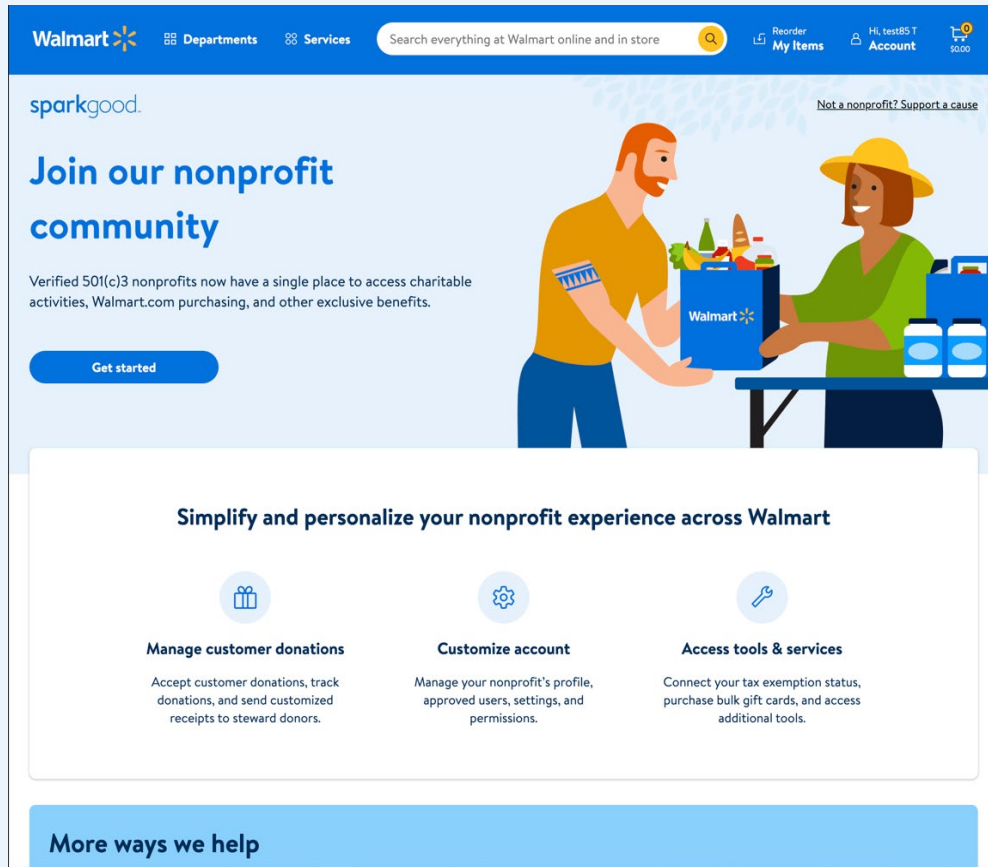 Walmart
Departments
Services
Search everything at Walmart online and in store
Reorder
My Items
Hi, test85 T
Account
0
$0.00
sparkgood.
Not a nonprofit? Support a cause
Join our nonprofit
community
Verified 501(c)3 nonprofits now have a single place to access charitable
activities, Walmart.com purchasing, and other exclusive benefits.
Get started
Walmart
Simplify and personalize your nonprofit experience across Walmart
Manage customer donations
Accept customer donations, track
donations, and send customized
receipts to steward donors.
Customize account
Manage your nonprofit's profile,
approved users, settings, and
permissions.
Access tools & services
Connect your tax exemption status,
purchase bulk gift cards, and access
additional tools.
More ways we help